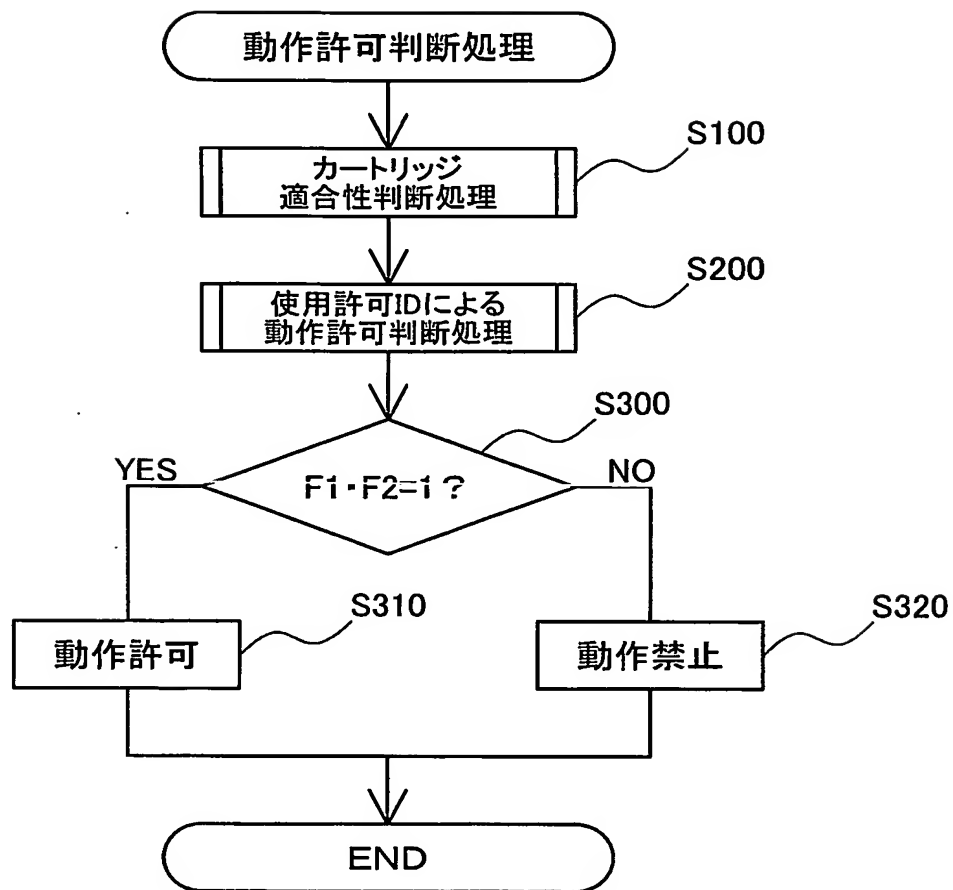 動作許可判断処理
S100
カートリッジ
適合性判断処理
S200
使用許可IDによる
動作許可判断処理
S300
YES
F1・F2=1?
NO
S310
動作許可
S320
動作禁止
END